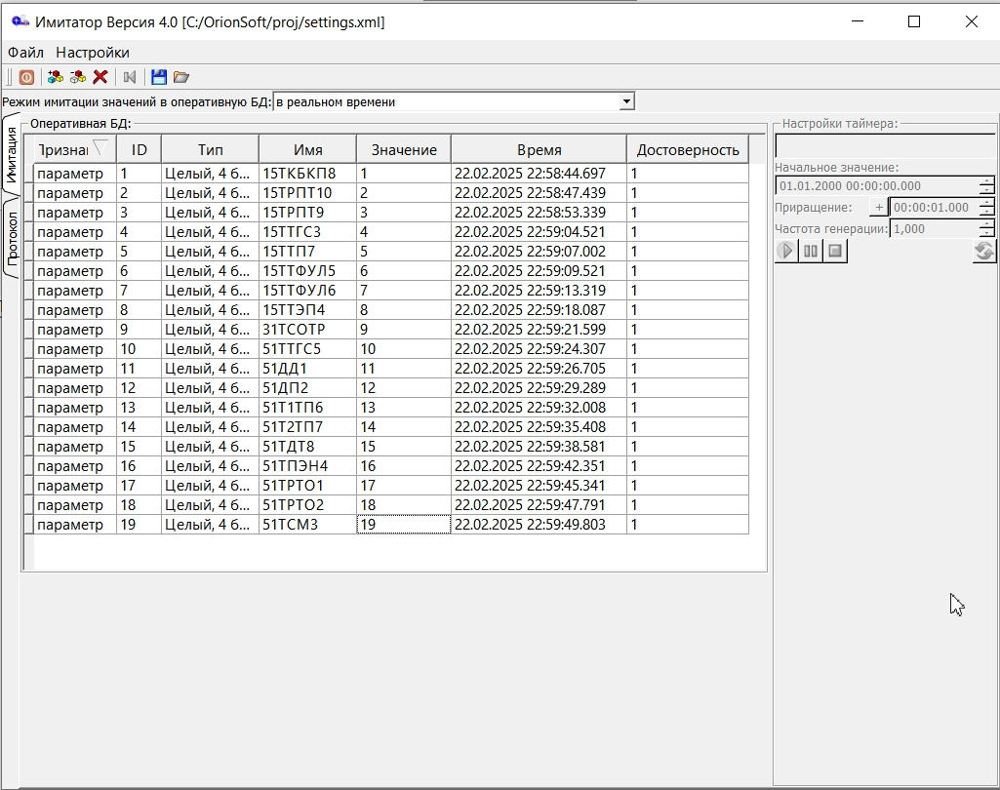 Имитатор Версия 4.0 [C:/OrionSoft/proj/settings.xml]
Файл Настройки
Режим имитации значений в оперативную БД: в реальном времени
Имитация
Протокол
Оперативная БД:
Признак ID Тип Имя Значение Время Достоверность
параметр 1 Целый, 4 б... 15ТКБКП8 1 22.02.2025 22:58:44.697 1
параметр 2 Целый, 4 б... 15ТРПТ10 2 22.02.2025 22:58:47.439 1
параметр 3 Целый, 4 б... 15ТРПТ9 3 22.02.2025 22:58:53.339 1
параметр 4 Целый, 4 б... 15ТТГС3 4 22.02.2025 22:59:04.521 1
параметр 5 Целый, 4 б... 15ТТП7 5 22.02.2025 22:59:07.002 1
параметр 6 Целый, 4 б... 15ТТФУЛ5 6 22.02.2025 22:59:09.521 1
параметр 7 Целый, 4 б... 15ТТФУЛ6 7 22.02.2025 22:59:13.319 1
параметр 8 Целый, 4 б... 15ТТЭП4 8 22.02.2025 22:59:18.087 1
параметр 9 Целый, 4 б... 31ТСОТР 9 22.02.2025 22:59:21.599 1
параметр 10 Целый, 4 б... 51ТТГС5 10 22.02.2025 22:59:24.307 1
параметр 11 Целый, 4 б... 51ДД1 11 22.02.2025 22:59:26.705 1
параметр 12 Целый, 4 б... 51ДП2 12 22.02.2025 22:59:29.289 1
параметр 13 Целый, 4 б... 51Т1ТП6 13 22.02.2025 22:59:32.008 1
параметр 14 Целый, 4 б... 51Т2ТП7 14 22.02.2025 22:59:35.408 1
параметр 15 Целый, 4 б... 51ТДТ8 15 22.02.2025 22:59:38.581 1
параметр 16 Целый, 4 б... 51ТПЭН4 16 22.02.2025 22:59:42.351 1
параметр 17 Целый, 4 б... 51ТРТО1 17 22.02.2025 22:59:45.341 1
параметр 18 Целый, 4 б... 51ТРТО2 18 22.02.2025 22:59:47.791 1
параметр 19 Целый, 4 б... 51ТСМ3 19 22.02.2025 22:59:49.803 1
Настройки таймера:
Начальное значение:
01.01.2000 00:00:00.000
Приращение: + 00:00:01.000
Частота генерации: 1,000